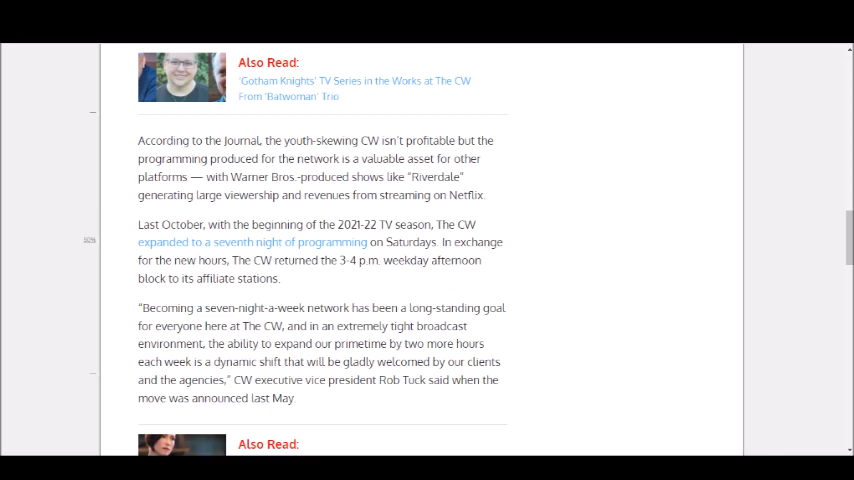 Also Read:
‘Gotham Knights’ TV Series in the Works at The CW
From ‘Batwoman’ Trio
According to the Journal, the youth-skewing CW isn’t profitable but the
programming produced for the network is a valuable asset for other
platforms — with Warner Bros.-produced shows like “Riverdale”
generating large viewership and revenues from streaming on Netflix.
Last October, with the beginning of the 2021-22 TV season, The CW
expanded to a seventh night of programming on Saturdays. In exchange
for the new hours, The CW returned the 3-4 p.m. weekday afternoon
block to its affiliate stations.
50%
“Becoming a seven-night-a-week network has been a long-standing goal
for everyone here at The CW, and in an extremely tight broadcast
environment, the ability to expand our primetime by two more hours
each week is a dynamic shift that will be gladly welcomed by our clients
and the agencies,” CW executive vice president Rob Tuck said when the
move was announced last May.
Also Read: